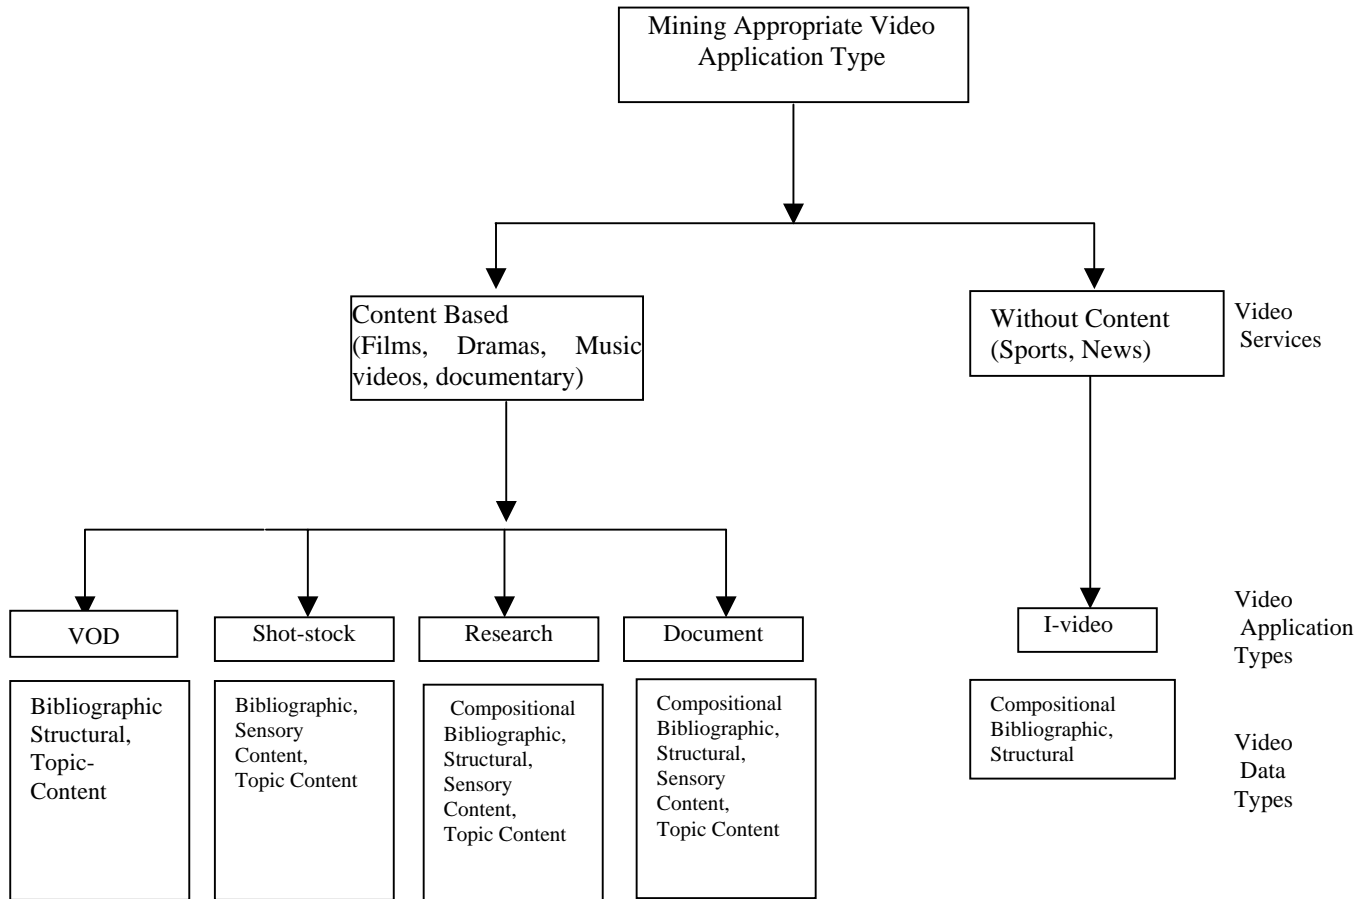 Mining Appropriate Video
Application Type
Content Based
(Films, Dramas, Music
videos, documentary)
Without Content
(Sports, News)
Video
Services
VOD
Shot-stock
Research
Document
I-video
Video
Application
Types
Bibliographic
Structural,
Topic-
Content
Bibliographic,
Sensory
Content,
Topic Content
Compositional
Bibliographic,
Structural,
Sensory
Content,
Topic Content
Compositional
Bibliographic,
Structural,
Sensory
Content,
Topic Content
Compositional
Bibliographic,
Structural
Video
Data
Types